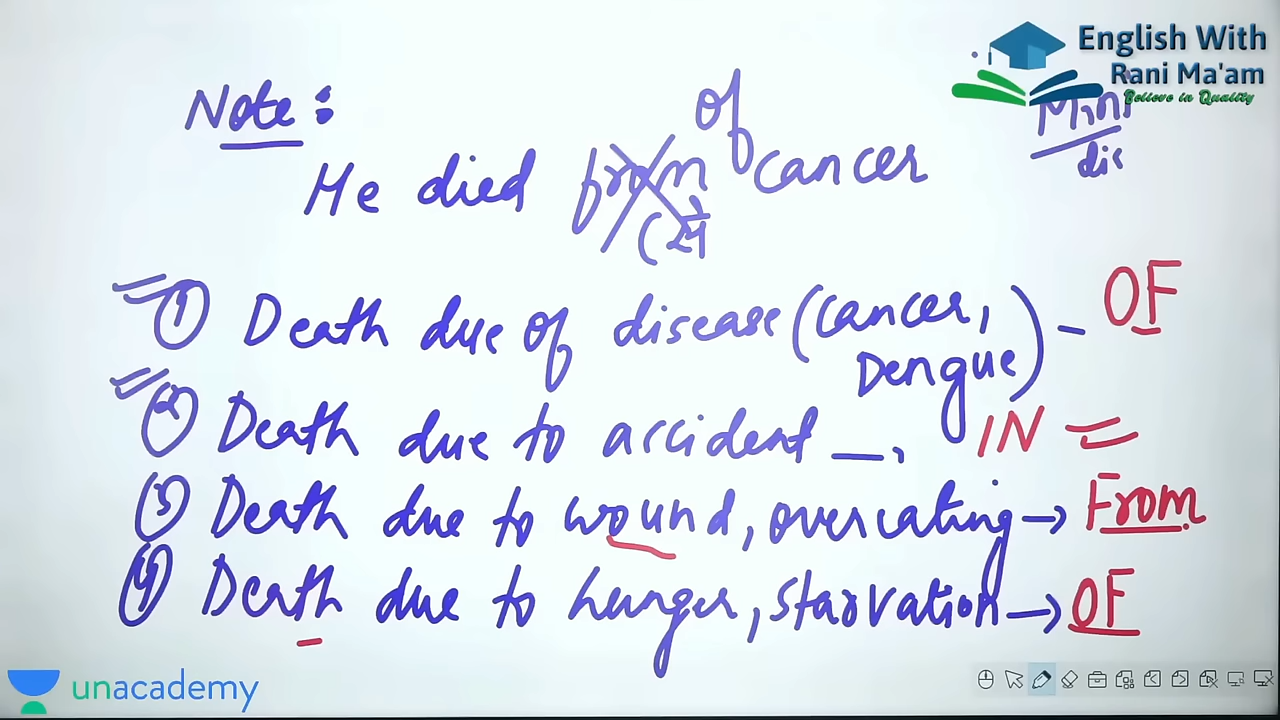 English With
Rani Ma'am
Believe in Quality
Note:
of
He died from cancer
Mini
dis
(से)
① Death due of disease (cancer, Dengue) - OF
② Death due to accident —, IN =
③ Death due to wound, overeating → From
④ Death due to hunger, starvation → OF
unacademy